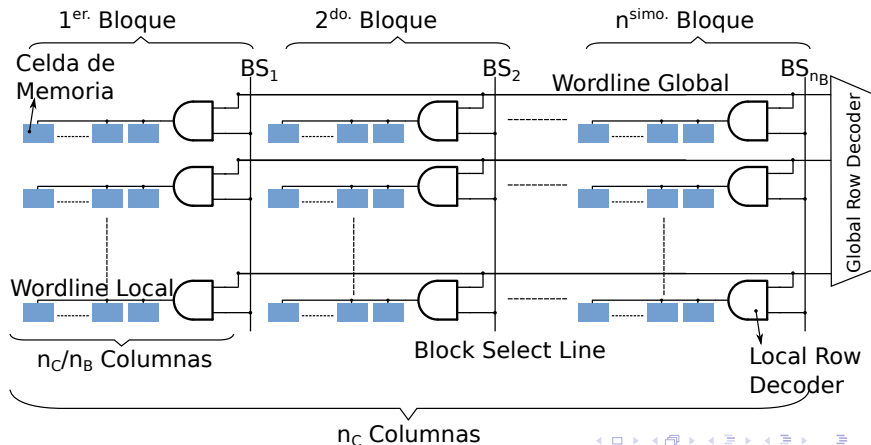 1er. Bloque
2do. Bloque
nsimo. Bloque
Celda de
Memoria
BS1
BS2
BSnB
Wordline Global
Global Row Decoder
Wordline Local
nC/nB Columnas
Block Select Line
Local Row
Decoder
nC Columnas